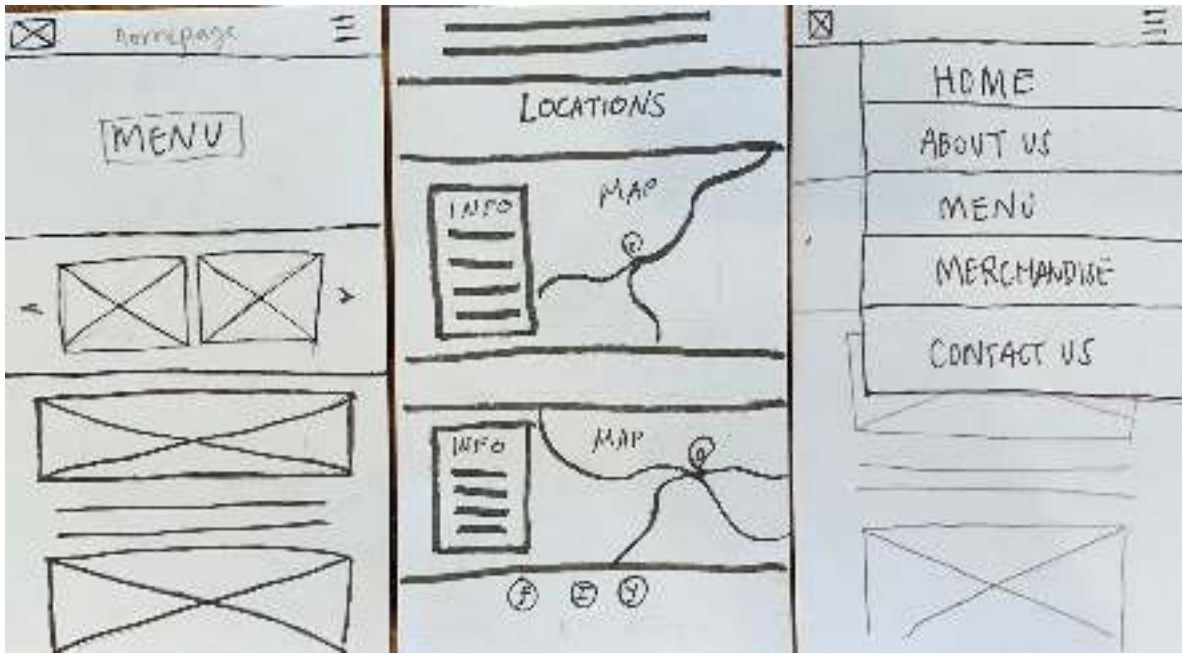 homepage
MENU
LOCATIONS
INFO
MAP
INFO
MAP
F I Y
HOME
ABOUT US
MENU
MERCHANDISE
CONTACT US